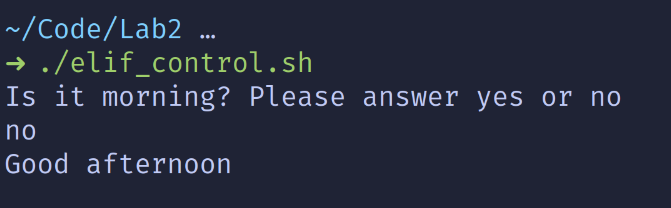 ~/Code/Lab2 …
➜ ./elif_control.sh
Is it morning? Please answer yes or no
no
Good afternoon